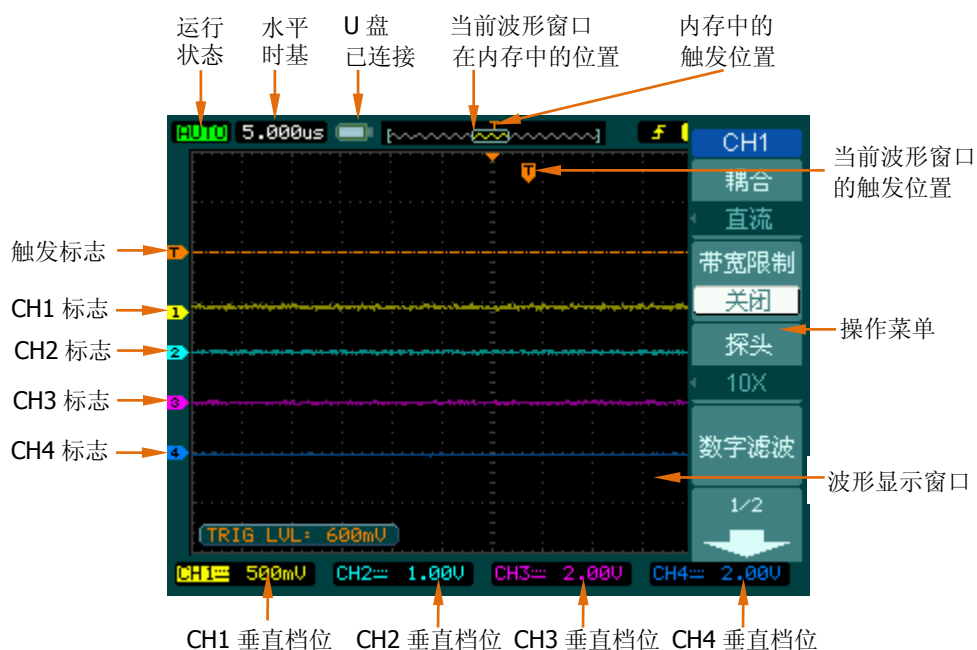 运行
状态
水平
时基
U 盘
已连接
当前波形窗口
在内存中的位置
内存中的
触发位置
AUTO 5.000us
T
CH1
耦合
直流
带宽限制
关闭
探头
10X
数字滤波
1/2
T
当前波形窗口
的触发位置
触发标志
T
CH1 标志
1
CH2 标志
2
CH3 标志
3
CH4 标志
4
操作菜单
波形显示窗口
TRIG LVL: 600mV
CH1 500mV
CH2 1.00V
CH3 2.00V
CH4 2.00V
CH1 垂直档位
CH2 垂直档位
CH3 垂直档位
CH4 垂直档位